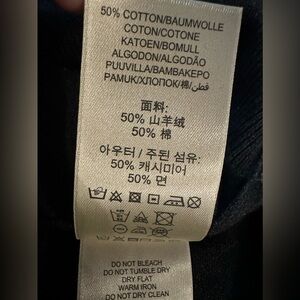 50% COTTON/BAUMWOLLE
COTON/COTONE
KATOEN/BOMULL
ALGODON/ALGODÃO
PUUVILLA/BAMBAKEPO
PAMUK/ХЛОПОК/棉/قطن
面料:
50% 山羊绒
50% 棉
아우터 / 주된 섬유:
50% 캐시미어
50% 면
DO NOT BLEACH
DO NOT TUMBLE DRY
DRY FLAT
WARM IRON
DO NOT DRY CLEAN